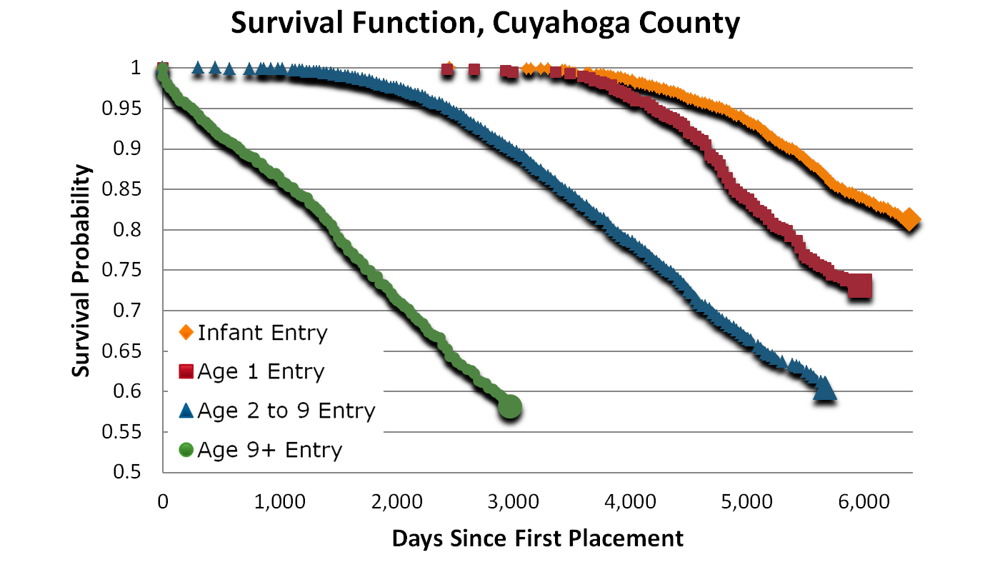 Survival Function, Cuyahoga County
1
0.95
0.9
0.85
0.8
0.75
0.7
0.65
0.6
0.55
0.5
Survival Probability
Infant Entry
Age 1 Entry
Age 2 to 9 Entry
Age 9+ Entry
0 1,000 2,000 3,000 4,000 5,000 6,000
Days Since First Placement